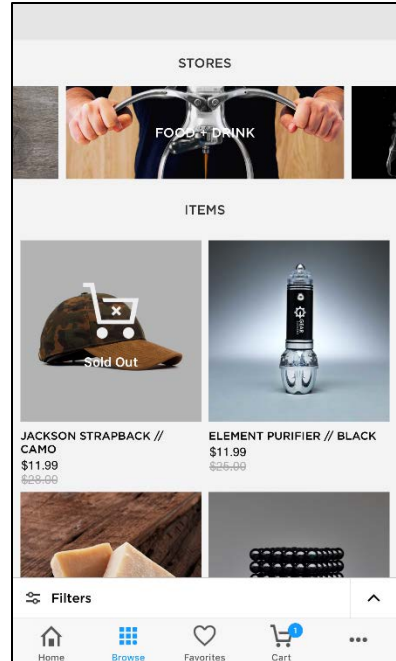 STORES
FOOD + DRINK
ITEMS
Sold Out
GEAR
JACKSON STRAPBACK //
CAMO
$11.99
$28.00
ELEMENT PURIFIER // BLACK
$11.99
$25.00
Filters
Home
Browse
Favorites
1
Cart